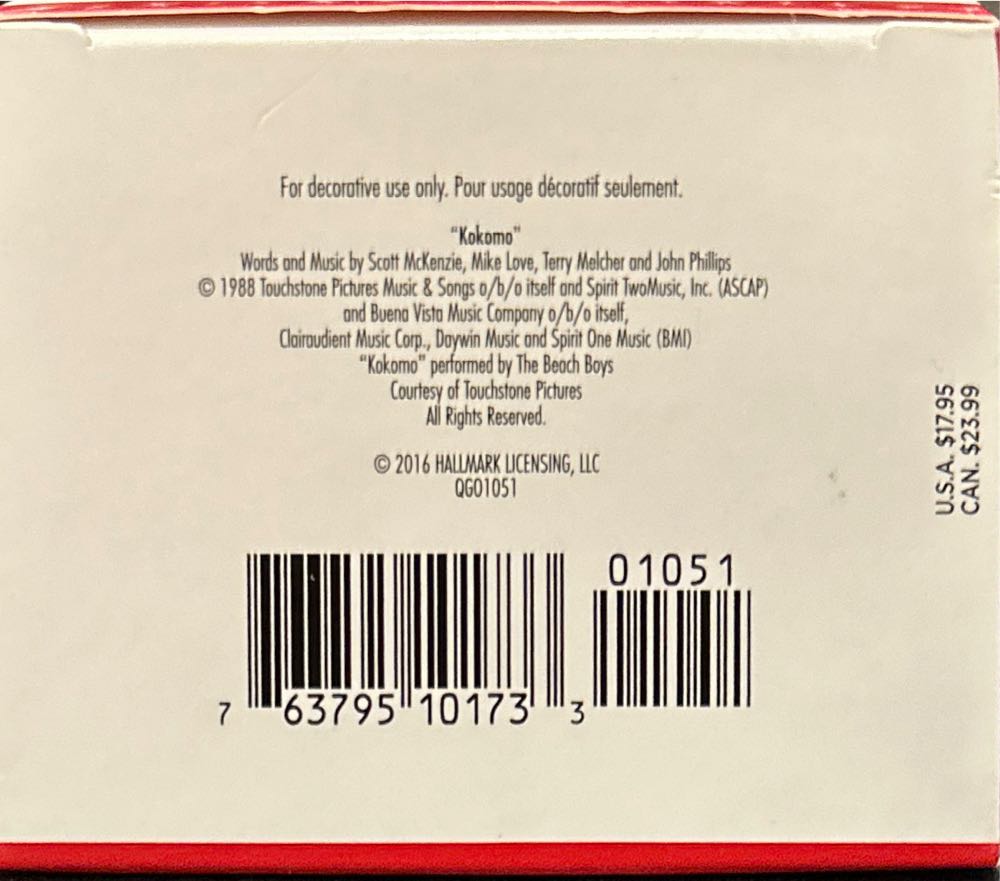 For decorative use only. Pour usage décoratif seulement.
"Kokomo"
Words and Music by Scott McKenzie, Mike Love, Terry Melcher and John Phillips
© 1988 Touchstone Pictures Music & Songs o/b/o itself and Spirit TwoMusic, Inc. (ASCAP)
and Buena Vista Music Company o/b/o itself,
Clairaudient Music Corp., Daywin Music and Spirit One Music (BMI)
"Kokomo" performed by The Beach Boys
Courtesy of Touchstone Pictures
All Rights Reserved.
© 2016 HALLMARK LICENSING, LLC
QGO1051
U.S.A. $17.95
CAN. $23.99
01051
7 63795 10173 3